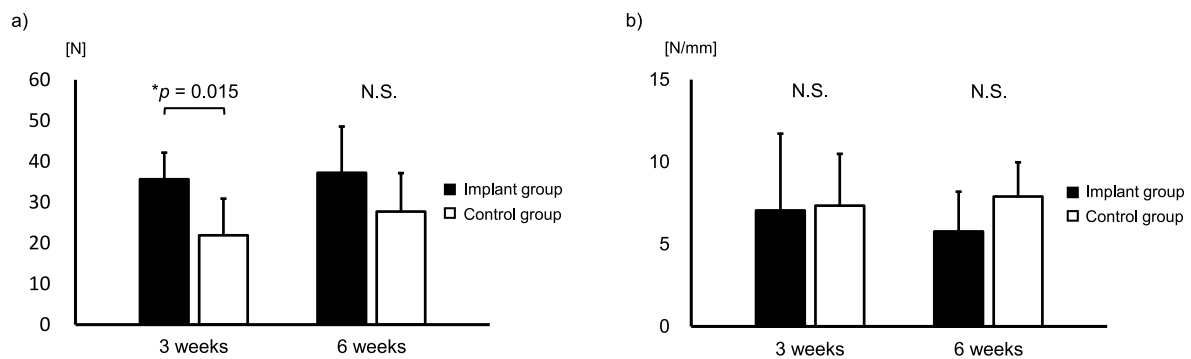 a)
[N]
60
50
40
30
20
10
0
*p = 0.015
N.S.
Implant group
Control group
3 weeks
6 weeks
b)
[N/mm]
15
10
5
0
N.S.
N.S.
Implant group
Control group
3 weeks
6 weeks